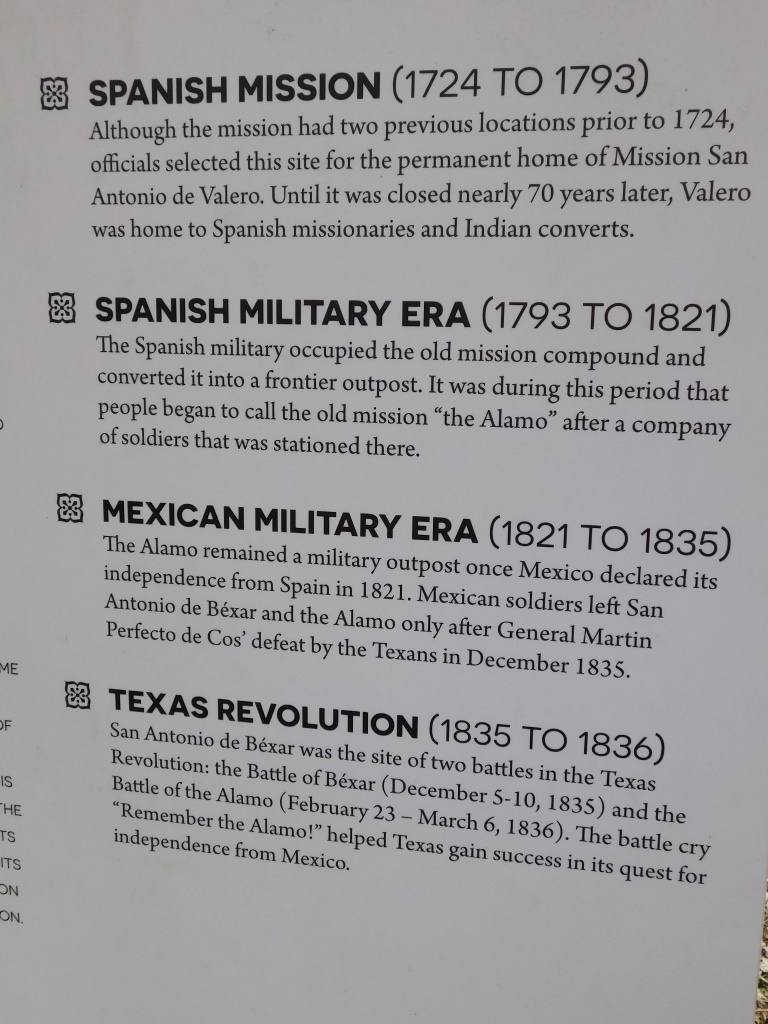 SPANISH MISSION (1724 TO 1793)
Although the mission had two previous locations prior to 1724,
officials selected this site for the permanent home of Mission San
Antonio de Valero. Until it was closed nearly 70 years later, Valero
was home to Spanish missionaries and Indian converts.
SPANISH MILITARY ERA (1793 TO 1821)
The Spanish military occupied the old mission compound and
converted it into a frontier outpost. It was during this period that
people began to call the old mission “the Alamo” after a company
of soldiers that was stationed there.
MEXICAN MILITARY ERA (1821 TO 1835)
The Alamo remained a military outpost once Mexico declared its
independence from Spain in 1821. Mexican soldiers left San
Antonio de Béxar and the Alamo only after General Martin
Perfecto de Cos’ defeat by the Texans in December 1835.
TEXAS REVOLUTION (1835 TO 1836)
San Antonio de Béxar was the site of two battles in the Texas
Revolution: the Battle of Béxar (December 5-10, 1835) and the
Battle of the Alamo (February 23 – March 6, 1836). The battle cry
“Remember the Alamo!” helped Texas gain success in its quest for
independence from Mexico.
OF
IS
ITS